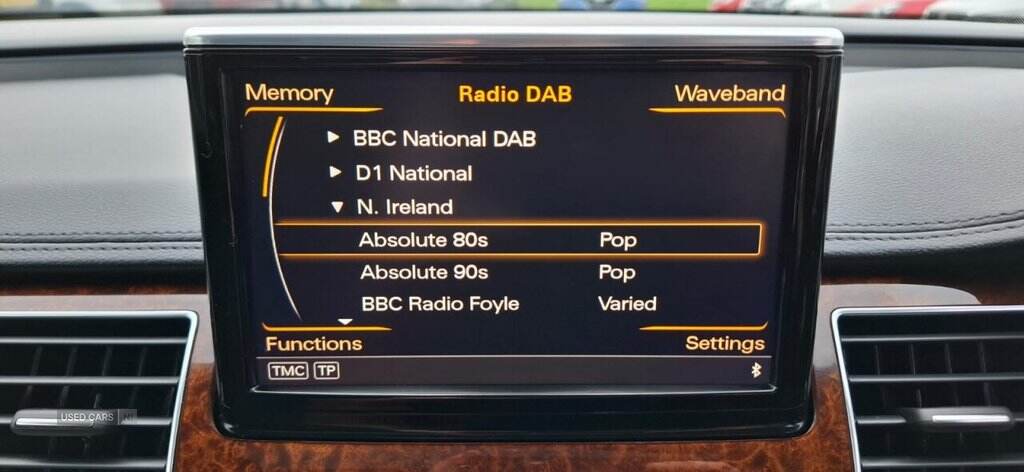 Memory Radio DAB Waveband
BBC National DAB
D1 National
N. Ireland
Absolute 80s Pop
Absolute 90s Pop
BBC Radio Foyle Varied
Functions Settings
TMC TP
USED CARS NI